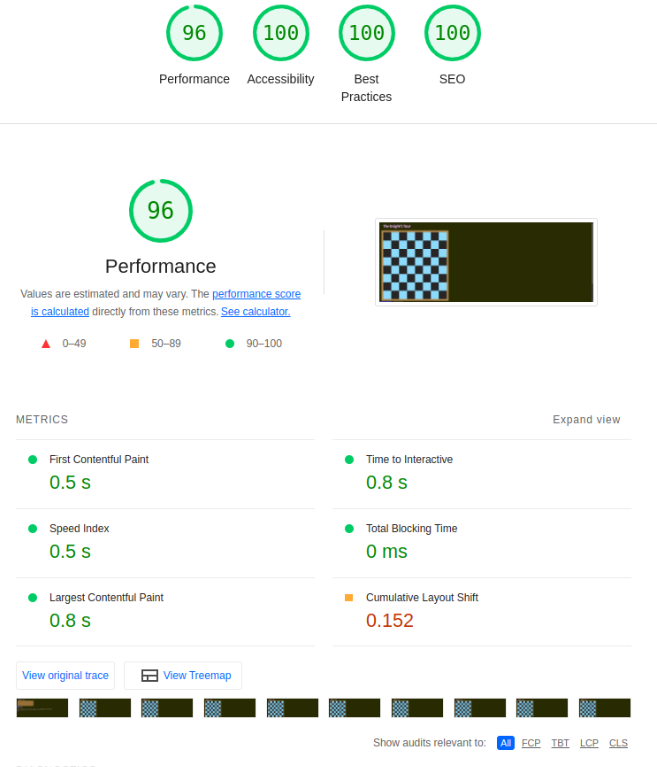 96 100 100 100
Performance Accessibility Best SEO
Practices
96
The Knight's Tour
Performance
Values are estimated and may vary. The performance score
is calculated directly from these metrics. See calculator.
0–49 50–89 90–100
METRICS Expand view
First Contentful Paint Time to Interactive
0.5 s 0.8 s
Speed Index Total Blocking Time
0.5 s 0 ms
Largest Contentful Paint Cumulative Layout Shift
0.8 s 0.152
View original trace View Treemap
Show audits relevant to: All FCP TBT LCP CLS